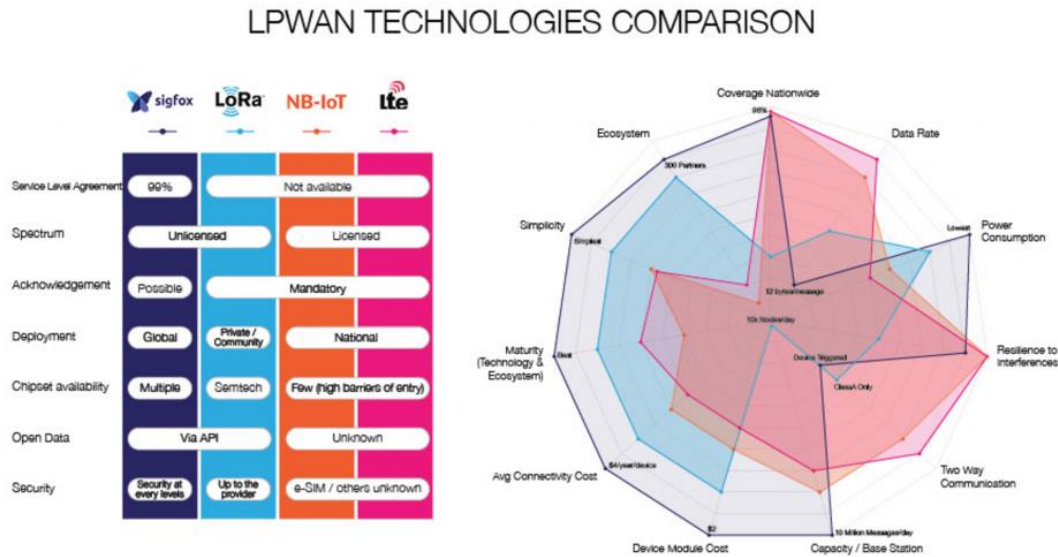 LPWAN TECHNOLOGIES COMPARISON
sigfox
LoRa
NB-IoT
lte
Service Level Agreement
99%
Not available
Spectrum
Unlicensed
Licensed
Acknowledgement
Possible
Mandatory
Deployment
Global
Private /
Community
National
Chipset availability
Multiple
Semtech
Few (high barriers of entry)
Open Data
Via API
Unknown
Security
Security at
every levels
Up to the
provider
e-SIM / others unknown
Coverage Nationwide
Ecosystem
Data Rate
300 Partners
Simplicity
Simplest
Power
Consumption
Lowest
12 bytes/message
10k Nodes/day
Maturity
(Technology &
Ecosystem)
Best
Device Triggered
ClassA Only
Resilience to
Interferences
Avg Connectivity Cost
$4/year/device
Two Way
Communication
Device Module Cost
$2
10 Million Messages/day
Capacity / Base Station